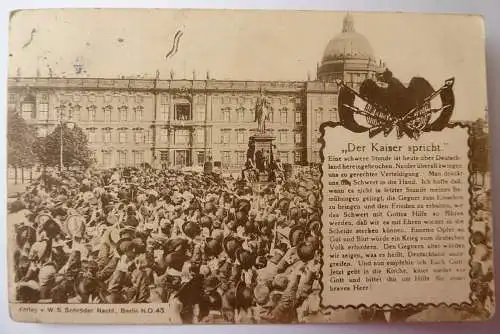 „Der Kaiser spricht."
Eine schwere Stunde ist heute über Deutsch-
land hereingebrochen. Neider überall zwingen
uns zu gerechter Verteidigung. Man drückt
uns das Schwert in die Hand. Ich hoffe daß,
wenn es nicht in letzter Stunde meinen Be-
mühungen gelingt, die Gegner zum Einsehen
zu bringen und den Frieden zu erhalten, wir
das Schwert mit Gottes Hilfe so führen
werden, daß wir es mit Ehren wieder in die
Scheide stecken können. Enorme Opfer an
Gut und Blut würde ein Krieg vom deutschen
Volk erfordern. Den Gegnern aber würden
wir zeigen, was es heißt, Deutschland anzu-
greifen. Und nun empfehle ich Euch Gott!
Jetzt geht in die Kirche, kniet nieder vor
Gott und bittet ihn um Hilfe für unser
braves Heer!
Verlag v. W. S. Schröder Nachf., Berlin N.O. 43